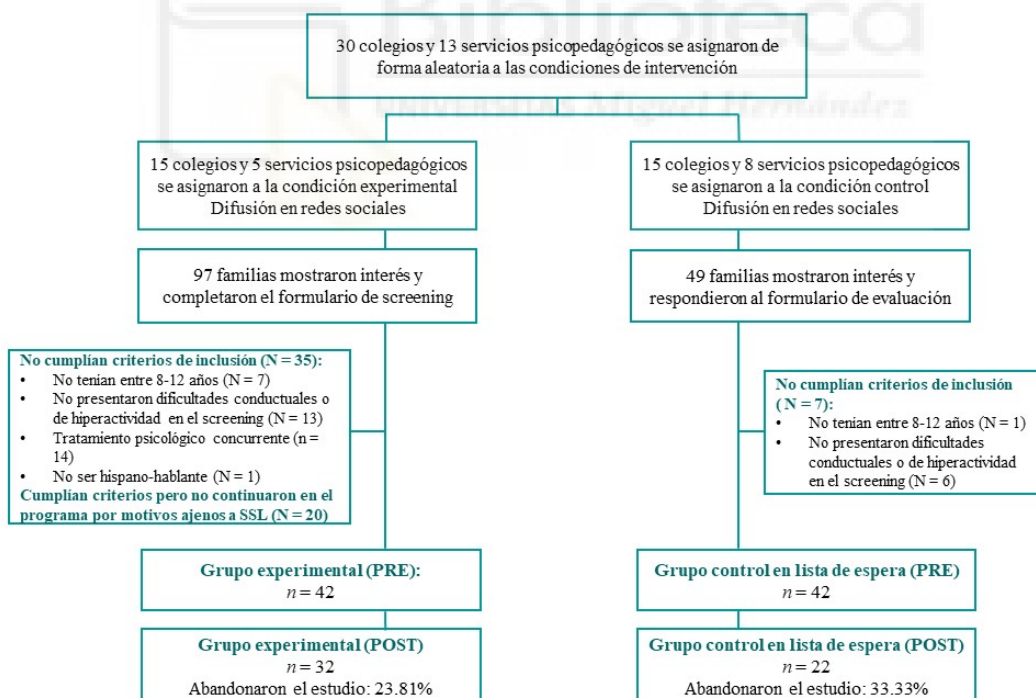 Biblioteca
UNIVERSITAS Miguel Hernández
30 colegios y 13 servicios psicopedagógicos se asignaron de
forma aleatoria a las condiciones de intervención
15 colegios y 5 servicios psicopedagógicos
se asignaron a la condición experimental
Difusión en redes sociales
15 colegios y 8 servicios psicopedagógicos
se asignaron a la condición control
Difusión en redes sociales
97 familias mostraron interés y
completaron el formulario de screening
49 familias mostraron interés y
respondieron al formulario de evaluación
No cumplían criterios de inclusión (N = 35):
• No tenían entre 8-12 años (N = 7)
• No presentaron dificultades conductuales o
de hiperactividad en el screening (N = 13)
• Tratamiento psicológico concurrente (n =
14)
• No ser hispano-hablante (N = 1)
Cumplían criterios pero no continuaron en el
programa por motivos ajenos a SSL (N = 20)
No cumplían criterios de inclusión
( N = 7):
• No tenían entre 8-12 años (N = 1)
• No presentaron dificultades
conductuales o de hiperactividad
en el screening (N = 6)
Grupo experimental (PRE):
n = 42
Grupo control en lista de espera (PRE)
n = 42
Grupo experimental (POST)
n = 32
Abandonaron el estudio: 23.81%
Grupo control en lista de espera (POST)
n = 22
Abandonaron el estudio: 33.33%